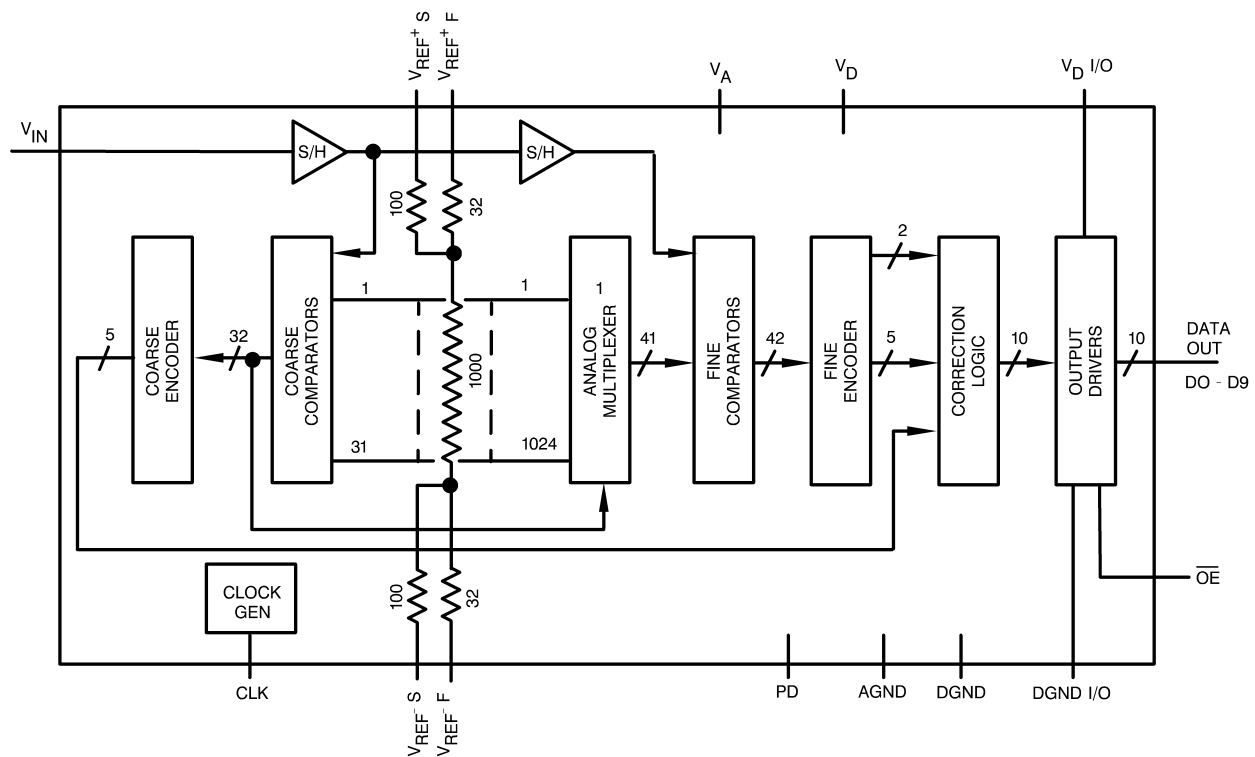 VREF+ S
VREF+ F
VA
VD
VD I/O
VIN
S/H
S/H
100
32
2
COARSE
ENCODER
COARSE
COMPARATORS
ANALOG
MULTIPLEXER
FINE
COMPARATORS
FINE
ENCODER
CORRECTION
LOGIC
OUTPUT
DRIVERS
1
1
1
5
32
1000
41
42
5
10
10
DATA
OUT
DO - D9
31
1024
OE
CLOCK
GEN
100
32
CLK
PD
AGND
DGND
DGND I/O
VREF- S
VREF- F